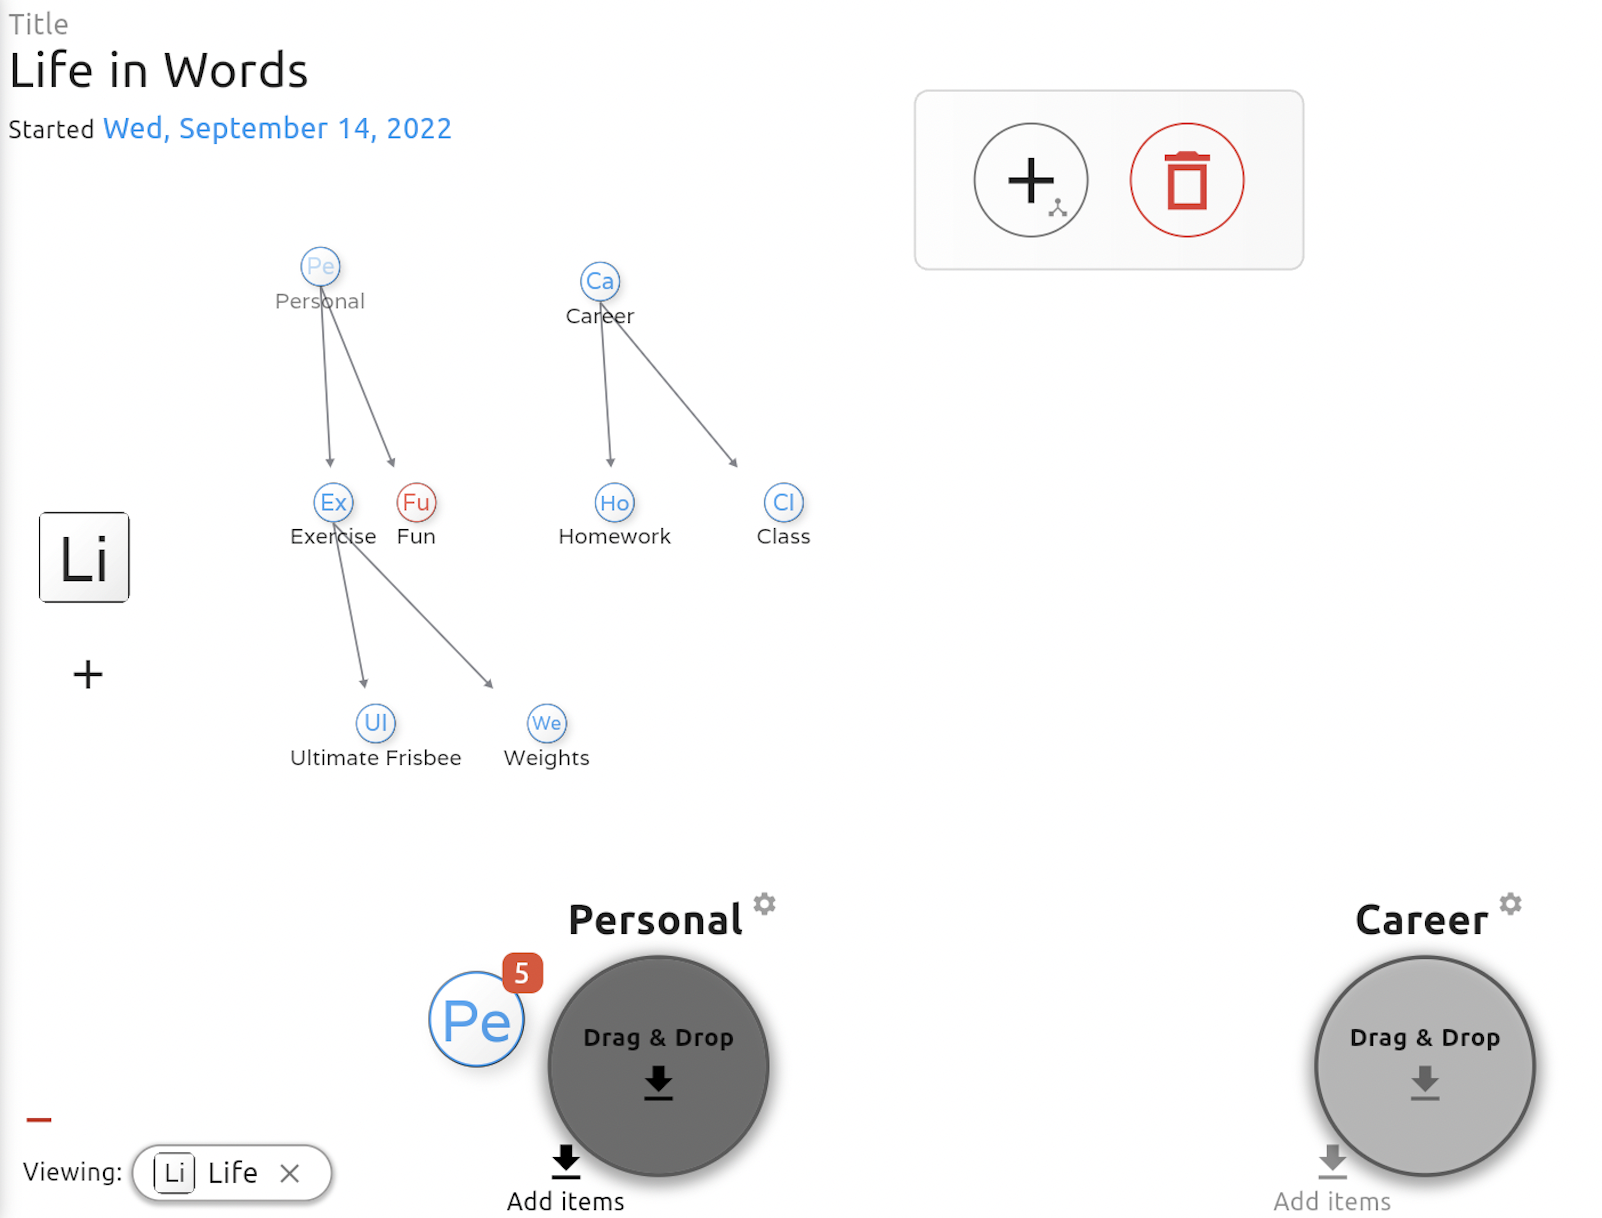 Title
Life in Words
Started Wed, September 14, 2022
Pe
Personal
Ca
Career
Ex
Exercise
Fu
Fun
Ho
Homework
Cl
Class
Li
+
Ul
Ultimate Frisbee
We
Weights
Personal
Career
5
Pe
Drag & Drop
Drag & Drop
Viewing: Li Life
Add items
Add items